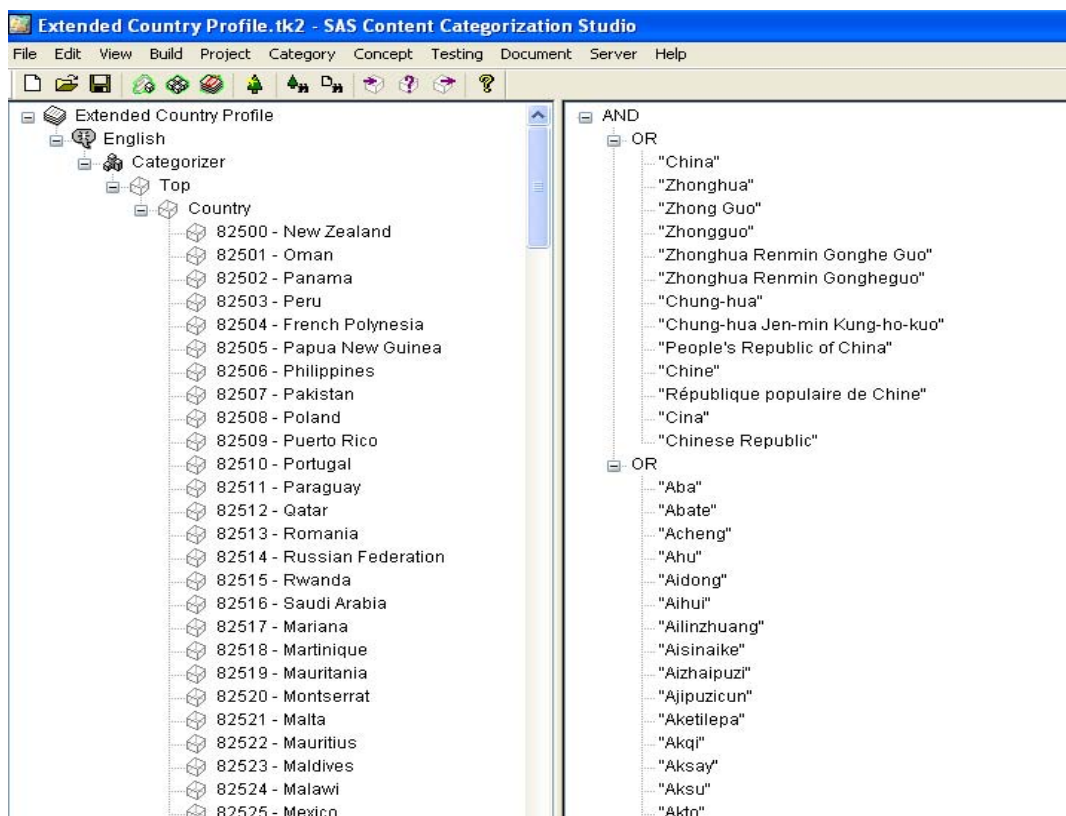 Extended Country Profile.tk2 - SAS Content Categorization Studio
File Edit View Build Project Category Concept Testing Document Server Help
Extended Country Profile
English
Categorizer
Top
Country
82500 - New Zealand
82501 - Oman
82502 - Panama
82503 - Peru
82504 - French Polynesia
82505 - Papua New Guinea
82506 - Philippines
82507 - Pakistan
82508 - Poland
82509 - Puerto Rico
82510 - Portugal
82511 - Paraguay
82512 - Qatar
82513 - Romania
82514 - Russian Federation
82515 - Rwanda
82516 - Saudi Arabia
82517 - Mariana
82518 - Martinique
82519 - Mauritania
82520 - Montserrat
82521 - Malta
82522 - Mauritius
82523 - Maldives
82524 - Malawi
82525 - Mexico
AND
OR
"China"
"Zhonghua"
"Zhong Guo"
"Zhongguo"
"Zhonghua Renmin Gonghe Guo"
"Zhonghua Renmin Gongheguo"
"Chung-hua"
"Chung-hua Jen-min Kung-ho-kuo"
"People's Republic of China"
"Chine"
"République populaire de Chine"
"Cina"
"Chinese Republic"
OR
"Aba"
"Abate"
"Acheng"
"Ahu"
"Aidong"
"Aihui"
"Ailinzhuang"
"Aisinaike"
"Aizhaipuzi"
"Ajipuzicun"
"Aketilepa"
"Akqi"
"Aksay"
"Aksu"
"Akto"